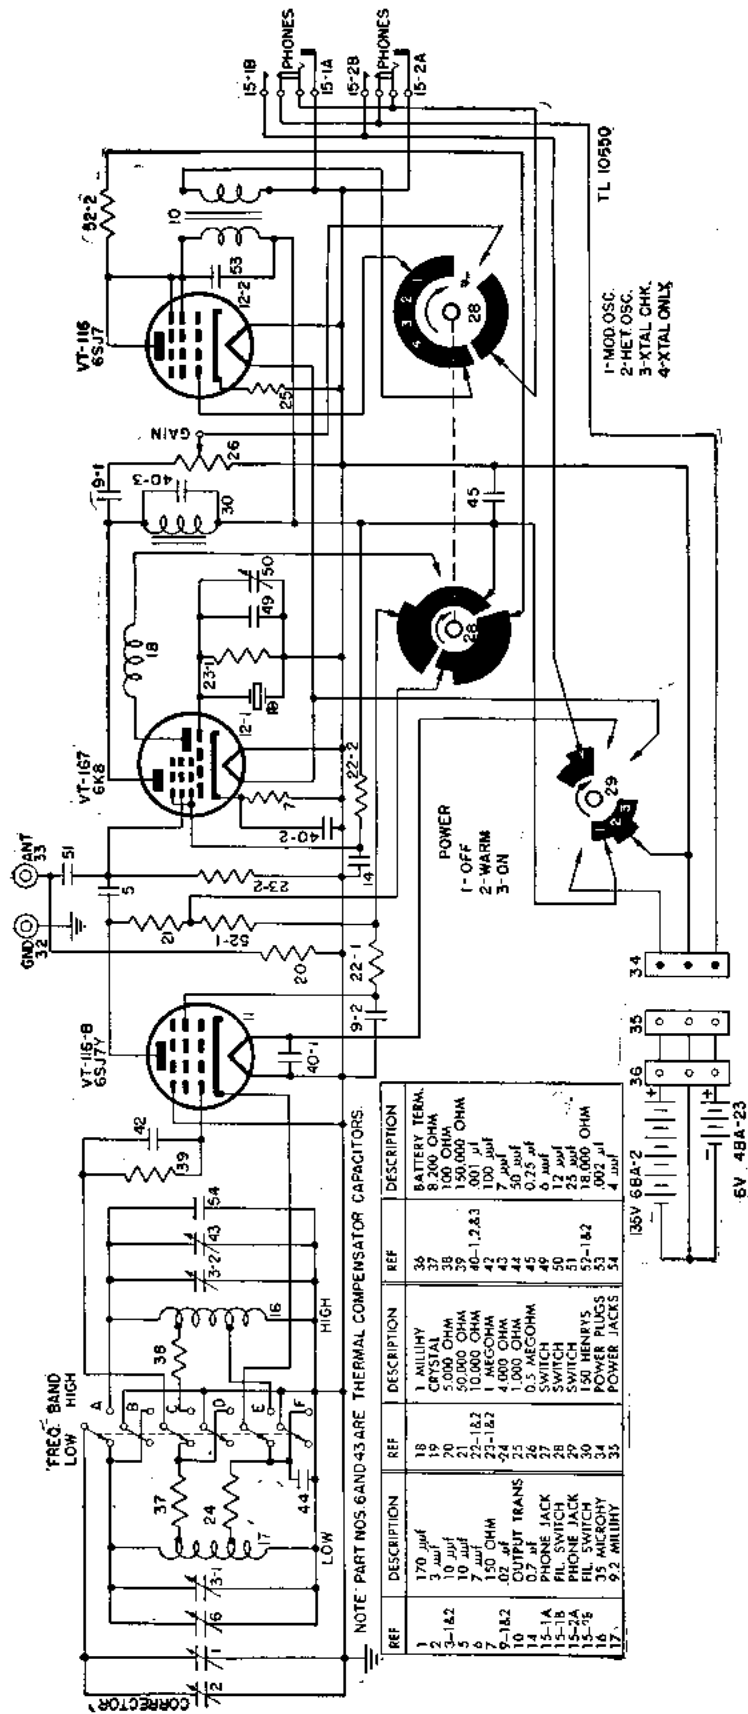 'FREQ. BAND
LOW
HIGH
A
B
C
D
E
F
"CORRECTOR"
2
1
6
3-1
17
LOW
37
24
44
38
16
HIGH
3-2
43
54
39
42
VT-116-B
6SJ7Y
11
40-1
9-2
22-1
20
GND
32
ANT
33
51
5
21
52-1
23-2
14
VT-167
6K8
40-2
7
22-2
12-1
23-1
49
50
18
9-1
40-3
30
GAIN
26
VT-116
6SJ7
25
12-2
53
10
52-2
15-1B
PHONES
15-1A
15-2B
PHONES
15-2A
28
45
1
2
3
4
28
TL 10550
1-MOD.OSC.
2-HET.OSC.
3-XTAL CHK.
4-XTAL ONLY.
POWER
1-OFF
2-WARM
3-ON
1
2
3
29
34
35
36
135V 68A-2
6V 4BA-23
NOTE: PART NOS. 6 AND 43 ARE THERMAL COMPENSATOR CAPACITORS.
REF DESCRIPTION REF DESCRIPTION REF DESCRIPTION
1 170 µµf 18 1 MILLIHY 36 BATTERY TERM.
2 3 µµf 19 CRYSTAL 37 8,200 OHM
3-1&2 10 µµf 20 5,000 OHM 38 100 OHM
5 10 µµf 21 50,000 OHM 39 150,000 OHM
6 7 µµf 22-1&2 10,000 OHM 40-1,2,&3 .001 µf
7 150 OHM 23-1&2 1 MEGOHM 42 100 µµf
9-1&2 .02 µf 24 4,000 OHM 43 7 µµf
10 OUTPUT TRANS 25 1,000 OHM 44 50 µµf
14 0.7 µf 26 0.5 MEGOHM 45 0.25 µf
15-1A PHONE JACK 27 SWITCH 49 6 µµf
15-1B FIL. SWITCH 28 SWITCH 50 12 µµf
15-2A PHONE JACK 29 SWITCH 51 25 µµf
15-2B FIL. SWITCH 30 150 HENRYS 52-1&2 18,000 OHM
16 35 MICROHY 34 POWER PLUGS 53 .002 µf
17 9.2 MILLIHY 35 POWER JACKS 54 4 µµf